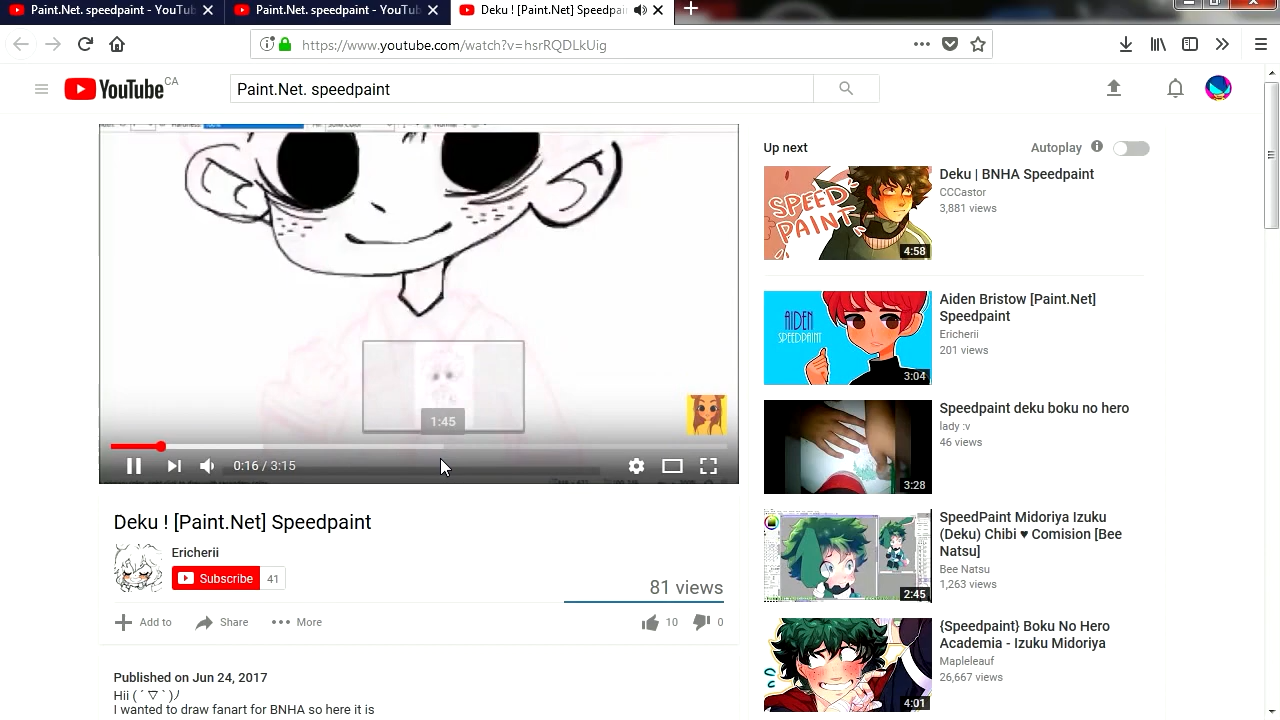 Paint.Net. speedpaint - YouTub
Paint.Net. speedpaint - YouTub
Deku ! [Paint.Net] Speedpain
https://www.youtube.com/watch?v=hsrRQDLkUig
YouTube CA
Paint.Net. speedpaint
Up next
Autoplay
1:45
0:16 / 3:15
Deku ! [Paint.Net] Speedpaint
Ericherii
Subscribe 41
81 views
Add to
Share
More
10
0
Published on Jun 24, 2017
Hii ( ´ ▽ ` )ﾉ
I wanted to draw fanart for BNHA so here it is
SPEED
PAINT
4:58
Deku | BNHA Speedpaint
CCCastor
3,881 views
AIDEN
SPEEDPAINT
3:04
Aiden Bristow [Paint.Net]
Speedpaint
Ericherii
201 views
3:28
Speedpaint deku boku no hero
lady :v
46 views
2:45
SpeedPaint Midoriya Izuku
(Deku) Chibi ♥ Comision [Bee
Natsu]
Bee Natsu
1,263 views
4:01
{Speedpaint} Boku No Hero
Academia - Izuku Midoriya
Mapleleauf
26,667 views